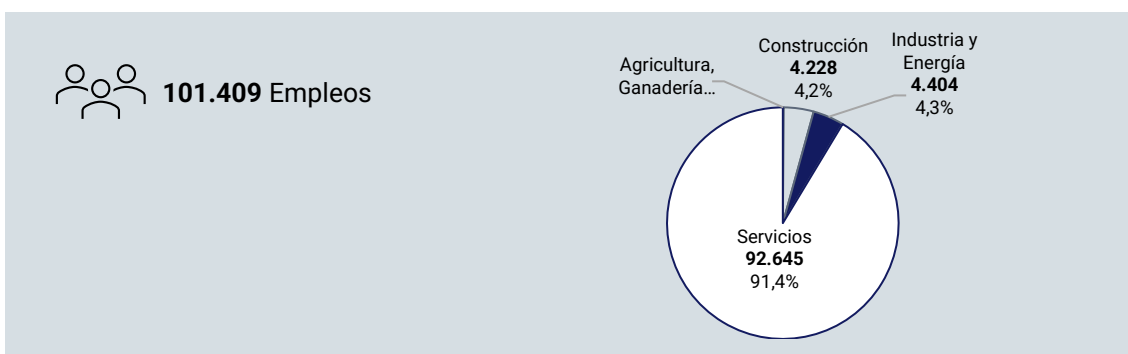 101.409 Empleos
Agricultura,
Ganadería…
Construcción
4.228
4,2%
Industria y
Energía
4.404
4,3%
Servicios
92.645
91,4%